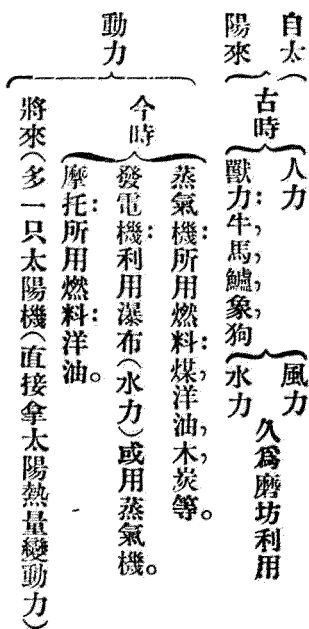 自太
陽來
動力
古時
人力
獸力：牛，馬，鱸，象，狗
風力
水力
久爲磨坊利用
今時
蒸氣機：所用燃料：煤，洋油，木炭等。
發電機：利用瀑布（水力）或用蒸氣機。
摩托：所用燃料：洋油。
將來（多一只太陽機（直接拿太陽熱量變動力）